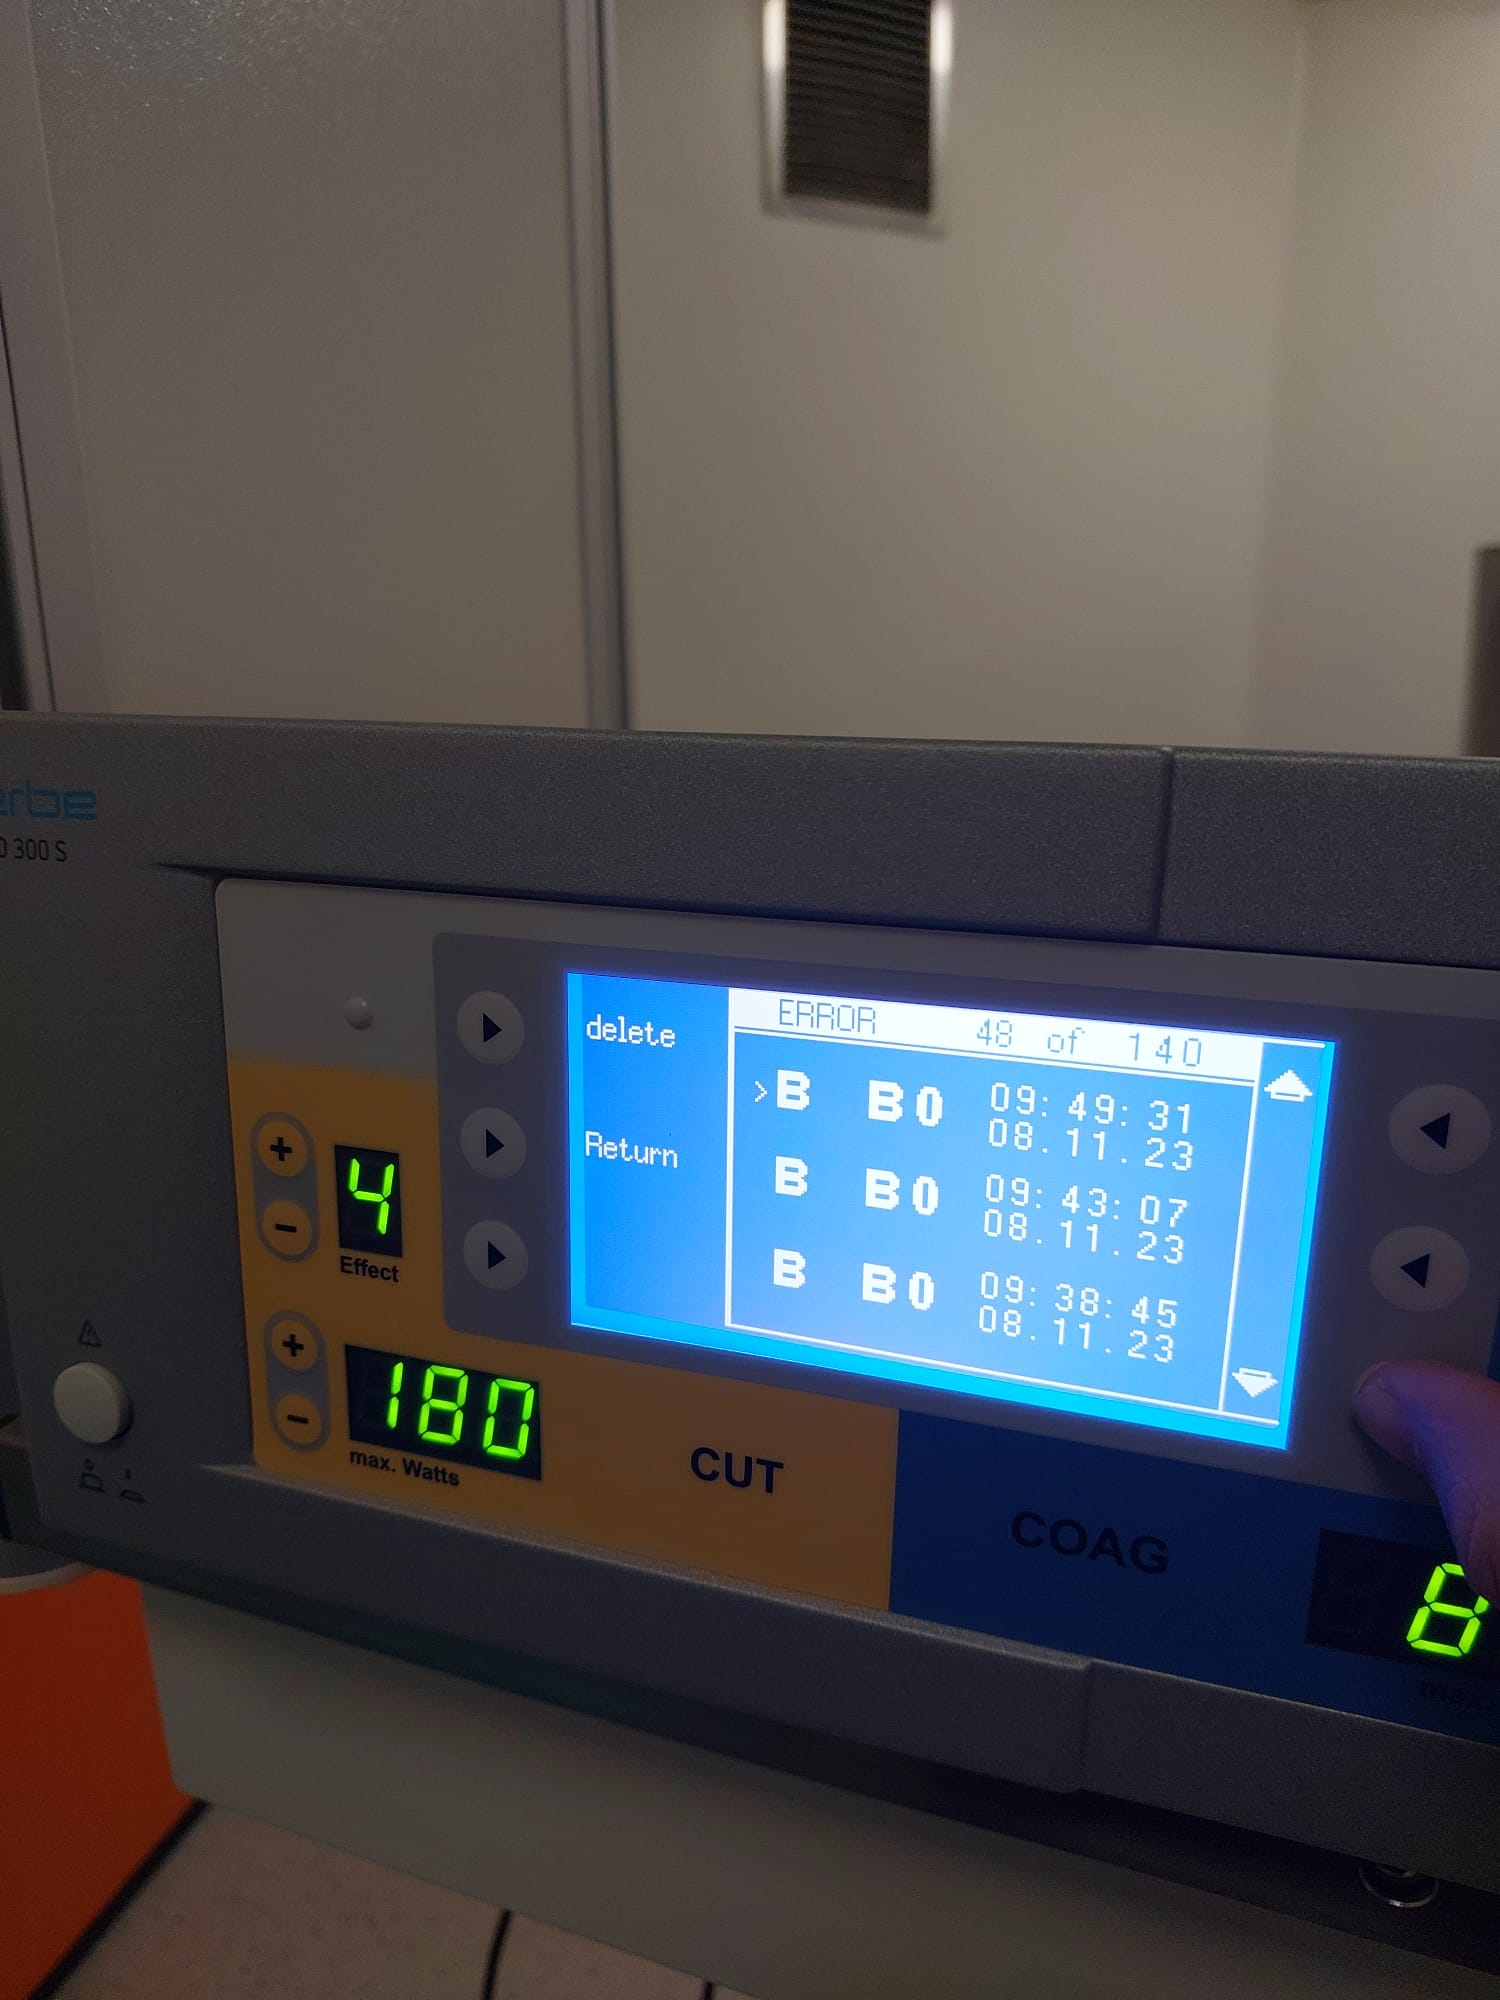 erbe
300 S
delete
Return
ERROR 48 of 140
>B B0 09:49:31
08.11.23
B B0 09:43:07
08.11.23
B B0 09:38:45
08.11.23
+
4
-
Effect
+
180
-
max. Watts
CUT
COAG